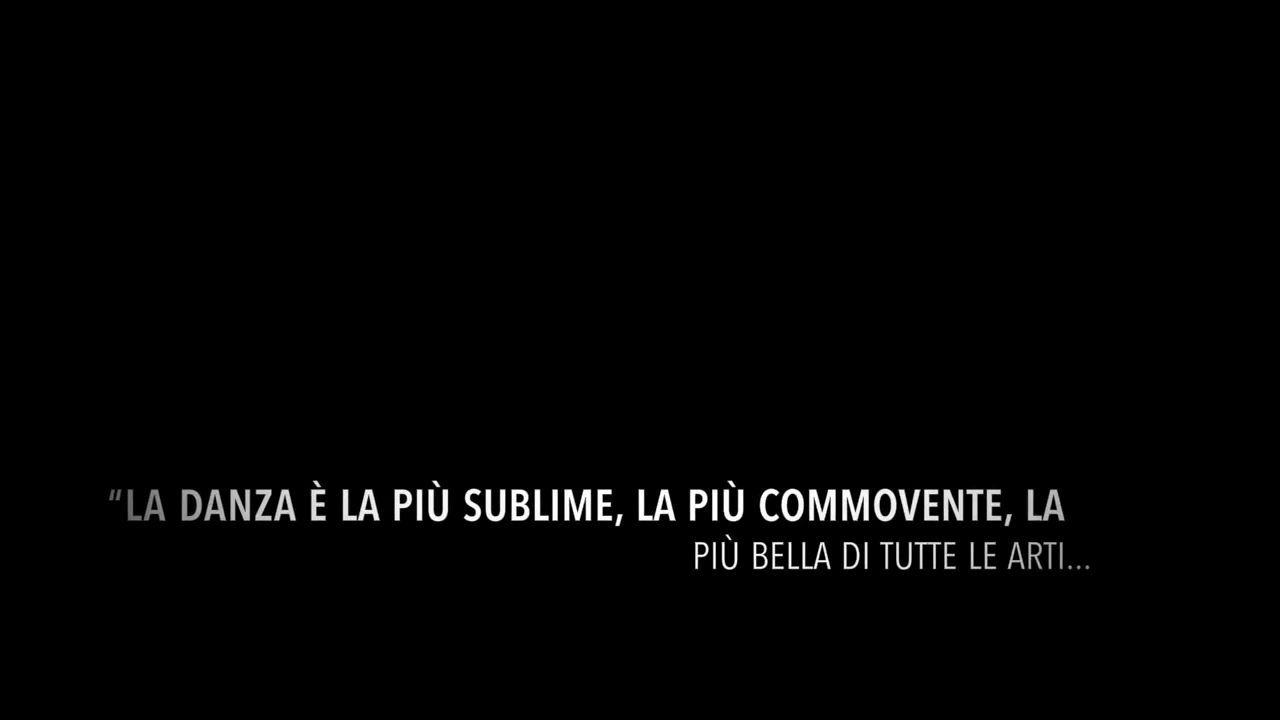 “LA DANZA È LA PIÙ SUBLIME, LA PIÙ COMMOVENTE, LA
PIÙ BELLA DI TUTTE LE ARTI...